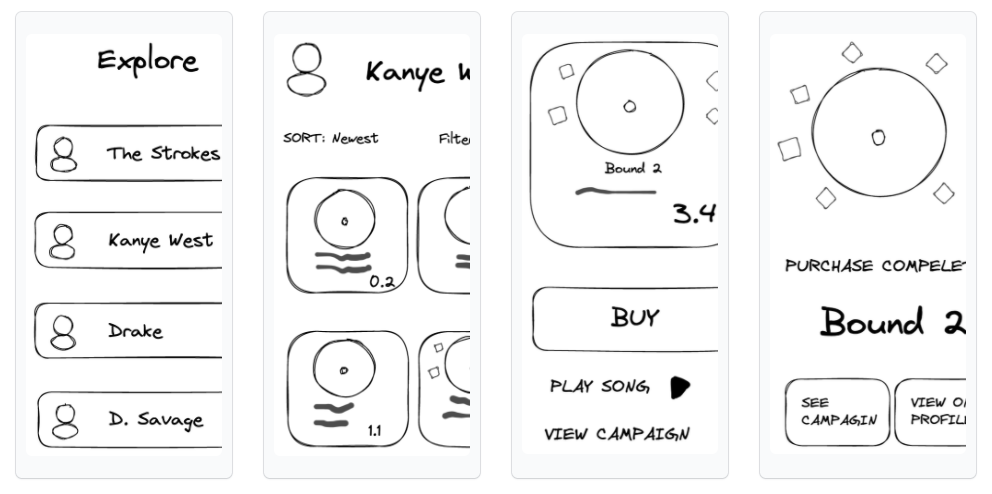 Explore
The Strokes
Kanye West
Drake
D. Savage
Kanye W
SORT: Newest
Filte
0.2
1.1
Bound 2
3.4
BUY
PLAY SONG
VIEW CAMPAIGN
PURCHASE COMPELE
Bound 2
SEE
CAMPAGIN
VIEW O
PROFIL